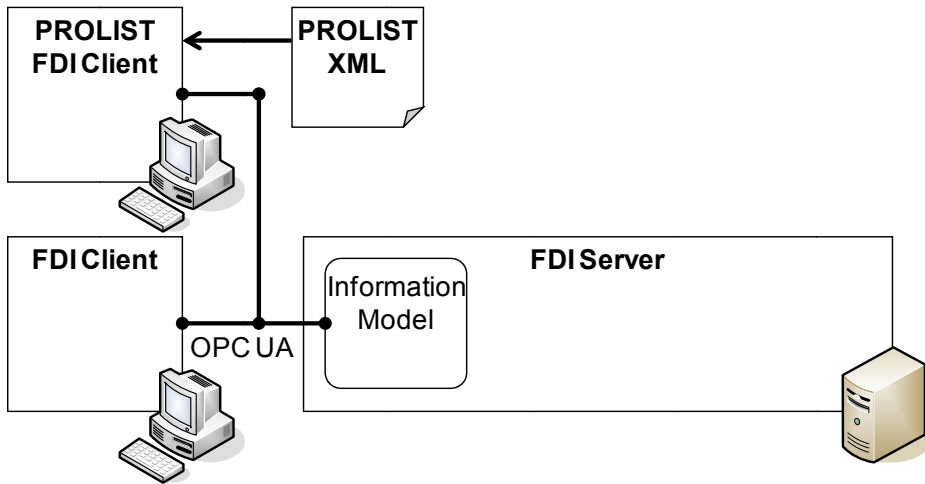 PROLIST
FDI Client
PROLIST
XML
FDI Client
OPC UA
Information
Model
FDI Server